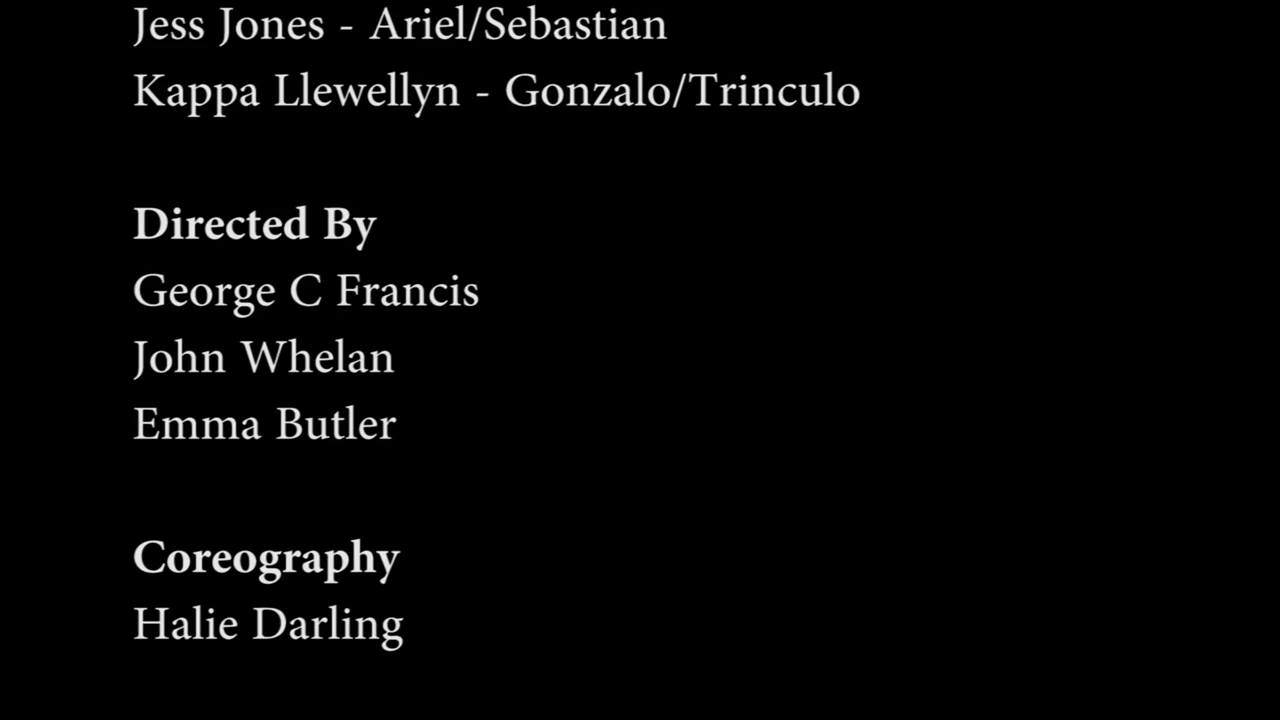 Jess Jones - Ariel/Sebastian
Kappa Llewellyn - Gonzalo/Trinculo
Directed By
George C Francis
John Whelan
Emma Butler
Coreography
Halie Darling